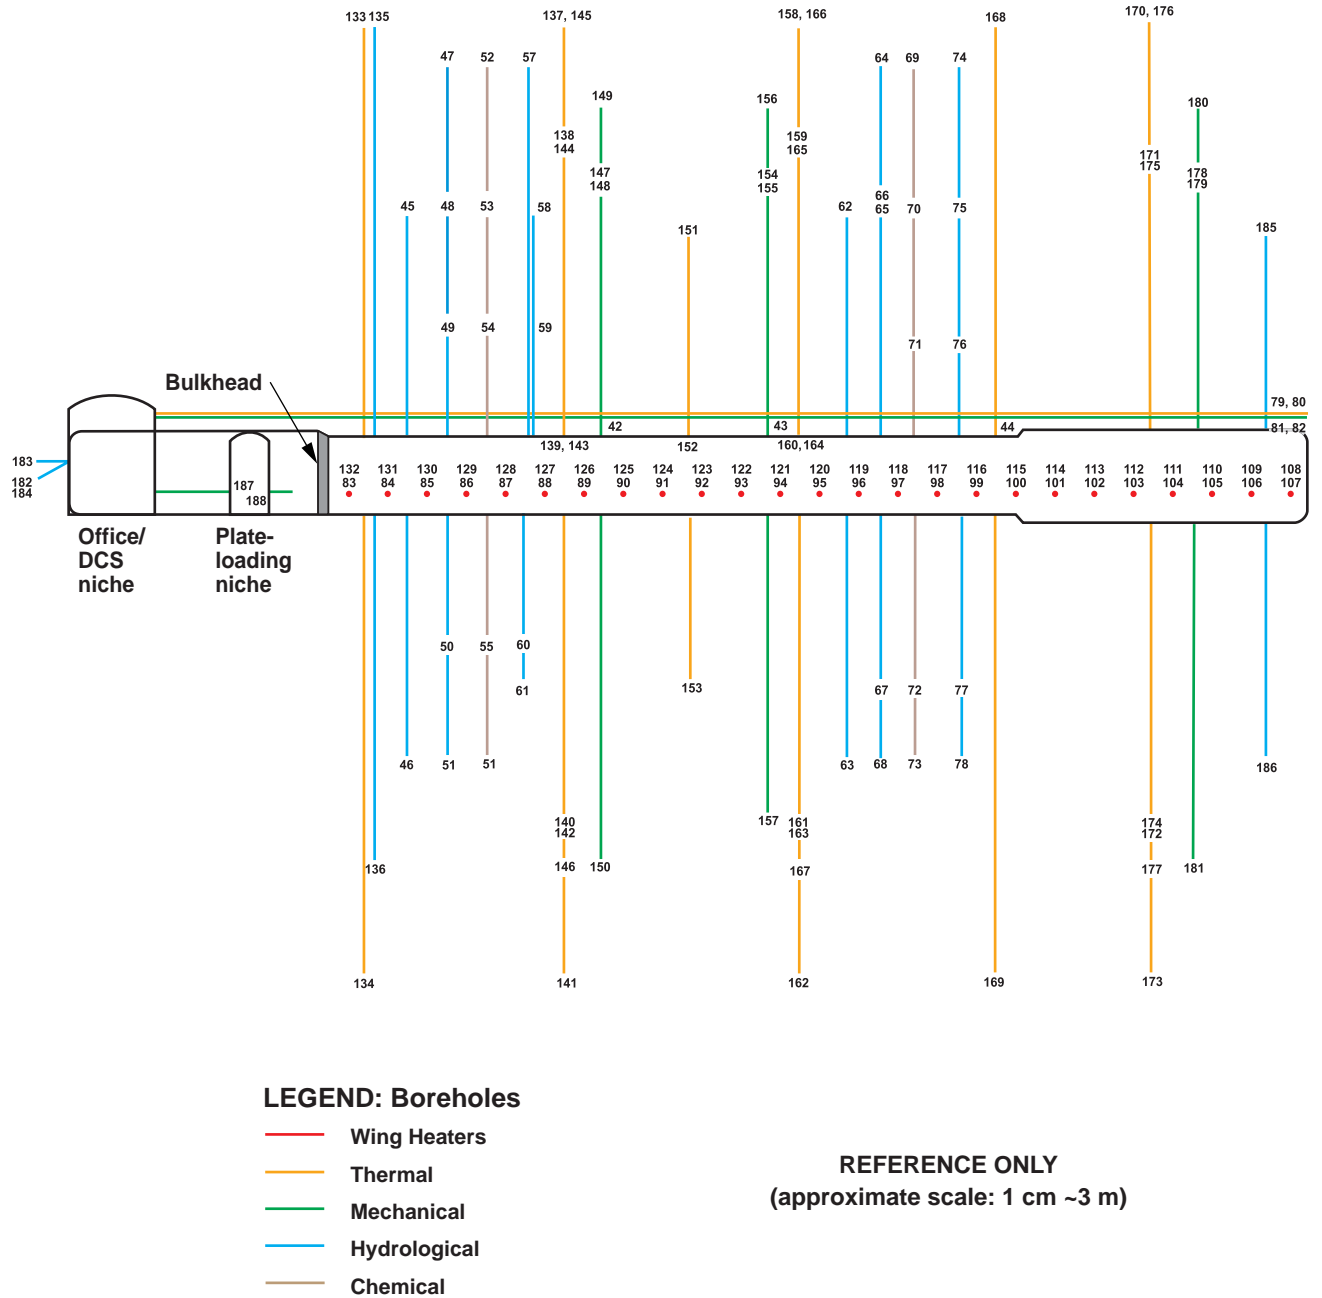 133 135 137, 145 158, 166 168 170, 176
47 52 57 64 69 74
149 156 180
138 159
144 165
171
175
147 154 178
148 155 179
45 48 53 58 62 66 70 75
65
151 185
49 54 59 71 76
Bulkhead
79, 80
42 43 44 81, 82
139, 143 152 160, 164
183
182
184
187
188
132 131 130 129 128 127 126 125 124 123 122 121 120 119 118 117 116 115 114 113 112 111 110 109 108
83 84 85 86 87 88 89 90 91 92 93 94 95 96 97 98 99 100 101 102 103 104 105 106 107
Office/
DCS
niche
Plate-
loading
niche
50 55 60
61 153 67 72 77
46 51 51 63 68 73 78 186
140 157 161 174
142 163 172
136 146 150 167 177 181
134 141 162 169 173
LEGEND: Boreholes
Wing Heaters
Thermal
Mechanical
Hydrological
Chemical
REFERENCE ONLY
(approximate scale: 1 cm ~3 m)